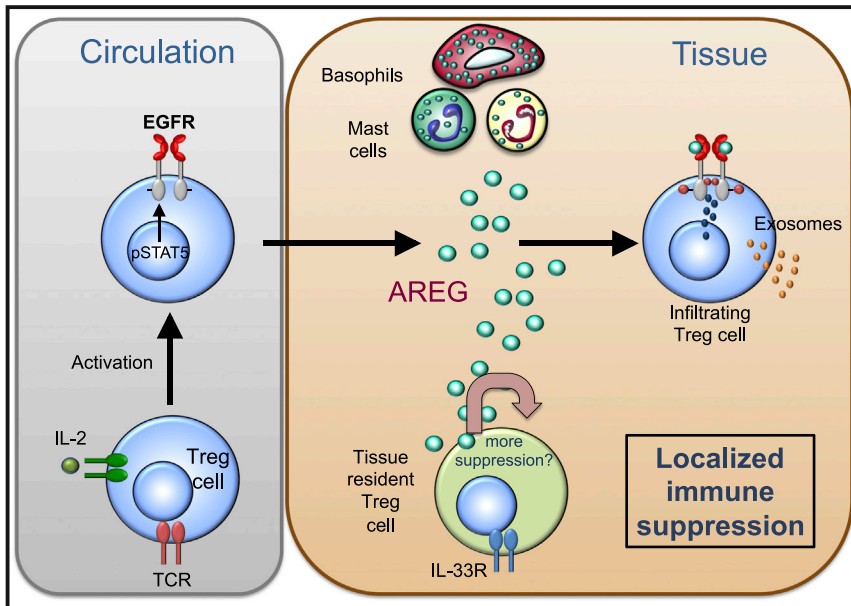 Circulation
EGFR
pSTAT5
Activation
IL-2
Treg
cell
TCR
Tissue
Basophils
Mast
cells
AREG
Exosomes
Infiltrating
Treg cell
more
suppression?
Tissue
resident
Treg
cell
IL-33R
Localized
immune
suppression